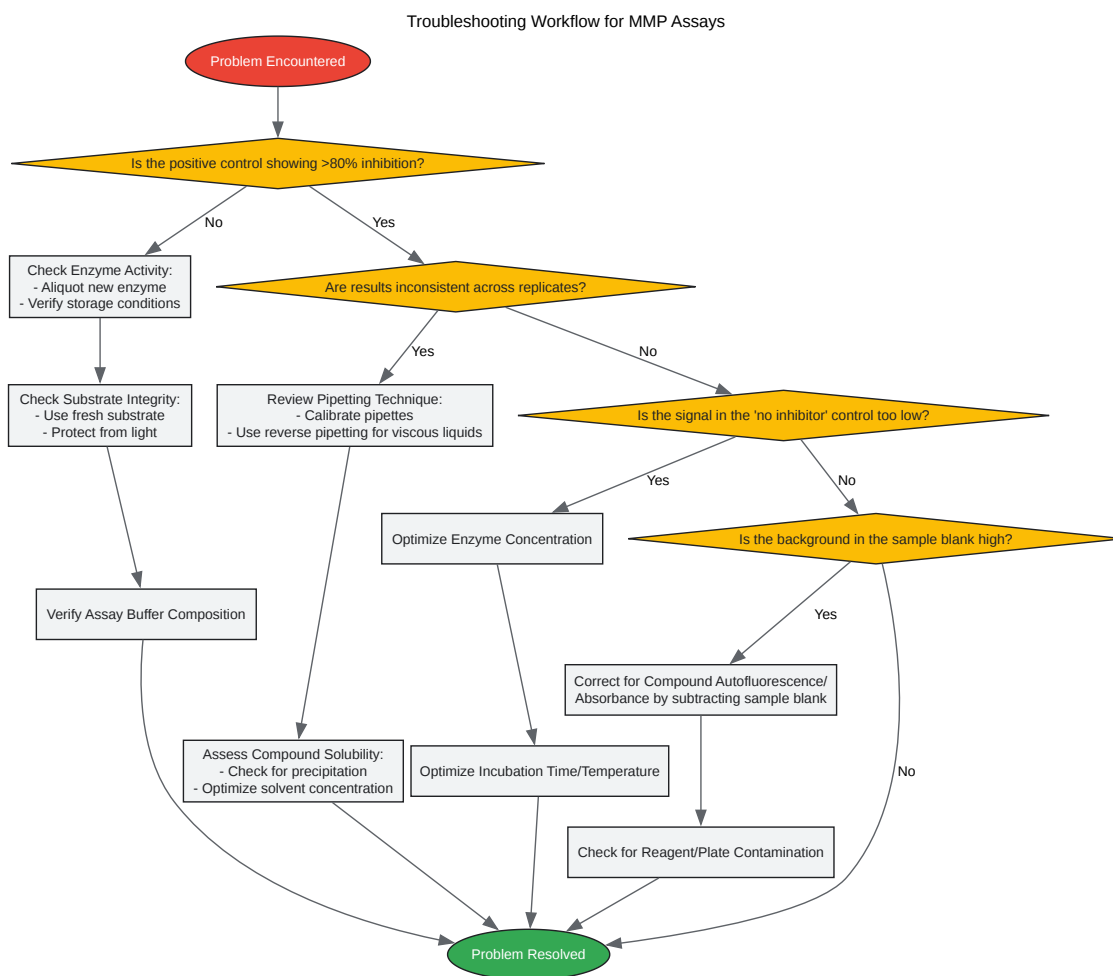 Troubleshooting Workflow for MMP Assays
Problem Encountered
Is the positive control showing >80% inhibition?
No
Yes
Check Enzyme Activity:
- Aliquot new enzyme
- Verify storage conditions
Are results inconsistent across replicates?
Yes
No
Check Substrate Integrity:
- Use fresh substrate
- Protect from light
Review Pipetting Technique:
- Calibrate pipettes
- Use reverse pipetting for viscous liquids
Is the signal in the 'no inhibitor' control too low?
Yes
No
Optimize Enzyme Concentration
Is the background in the sample blank high?
Verify Assay Buffer Composition
Yes
Correct for Compound Autofluorescence/
Absorbance by subtracting sample blank
Assess Compound Solubility:
- Check for precipitation
- Optimize solvent concentration
Optimize Incubation Time/Temperature
No
Check for Reagent/Plate Contamination
Problem Resolved